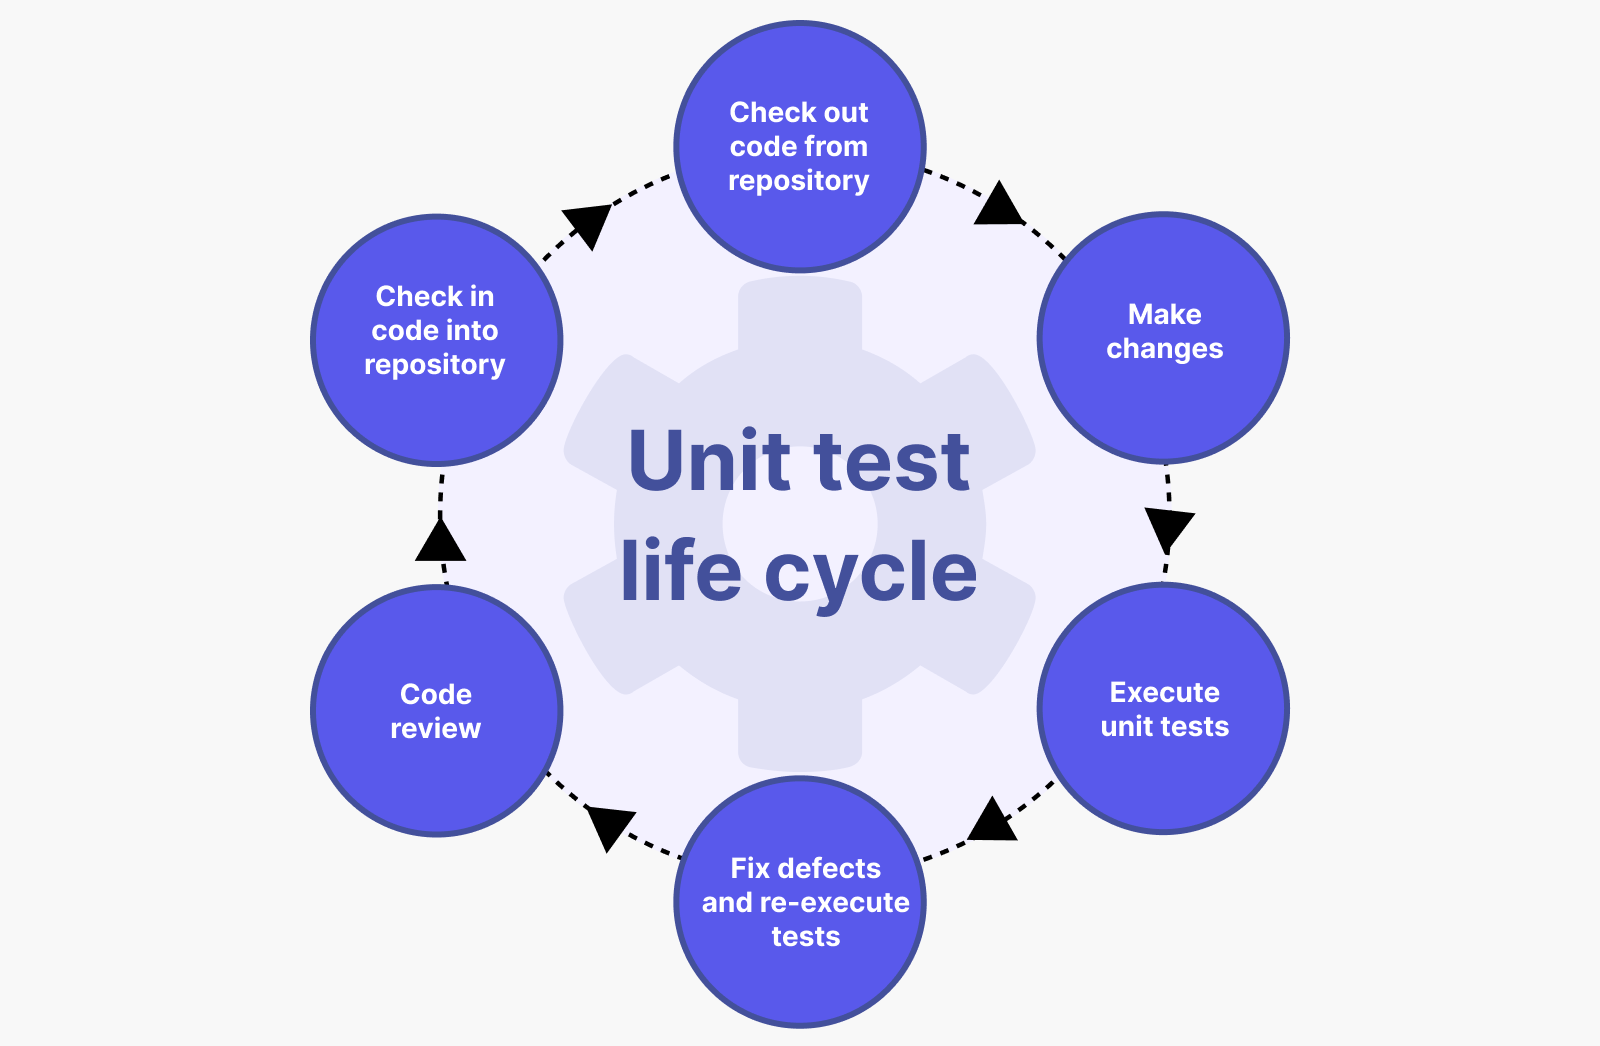 Check out
code from
repository
Make
changes
Execute
unit tests
Fix defects
and re-execute
tests
Code
review
Check in
code into
repository
Unit test
life cycle